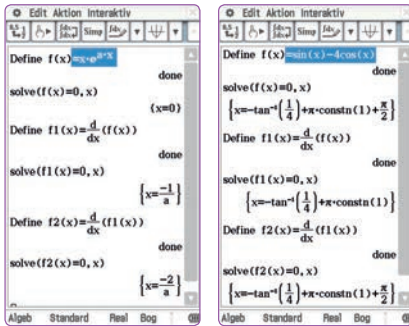 Edit Aktion Interaktiv
Simp
Define f(x)=x·e^(a·x)
done
solve(f(x)=0,x)
{x=0}
Define f1(x)=d/dx(f(x))
done
solve(f1(x)=0,x)
{x=-1/a}
Define f2(x)=d/dx(f1(x))
done
solve(f2(x)=0,x)
{x=-2/a}
Algeb Standard Real Bog
Edit Aktion Interaktiv
Simp
Define f(x)=sin(x)-4cos(x)
done
solve(f(x)=0,x)
{x=-tan⁻¹(1/4)+π·constn(1)+π/2}
Define f1(x)=d/dx(f(x))
done
solve(f1(x)=0,x)
{x=-tan⁻¹(1/4)+π·constn(1)}
Define f2(x)=d/dx(f1(x))
done
solve(f2(x)=0,x)
{x=-tan⁻¹(1/4)+π·constn(1)+π/2}
Algeb Standard Real Bog